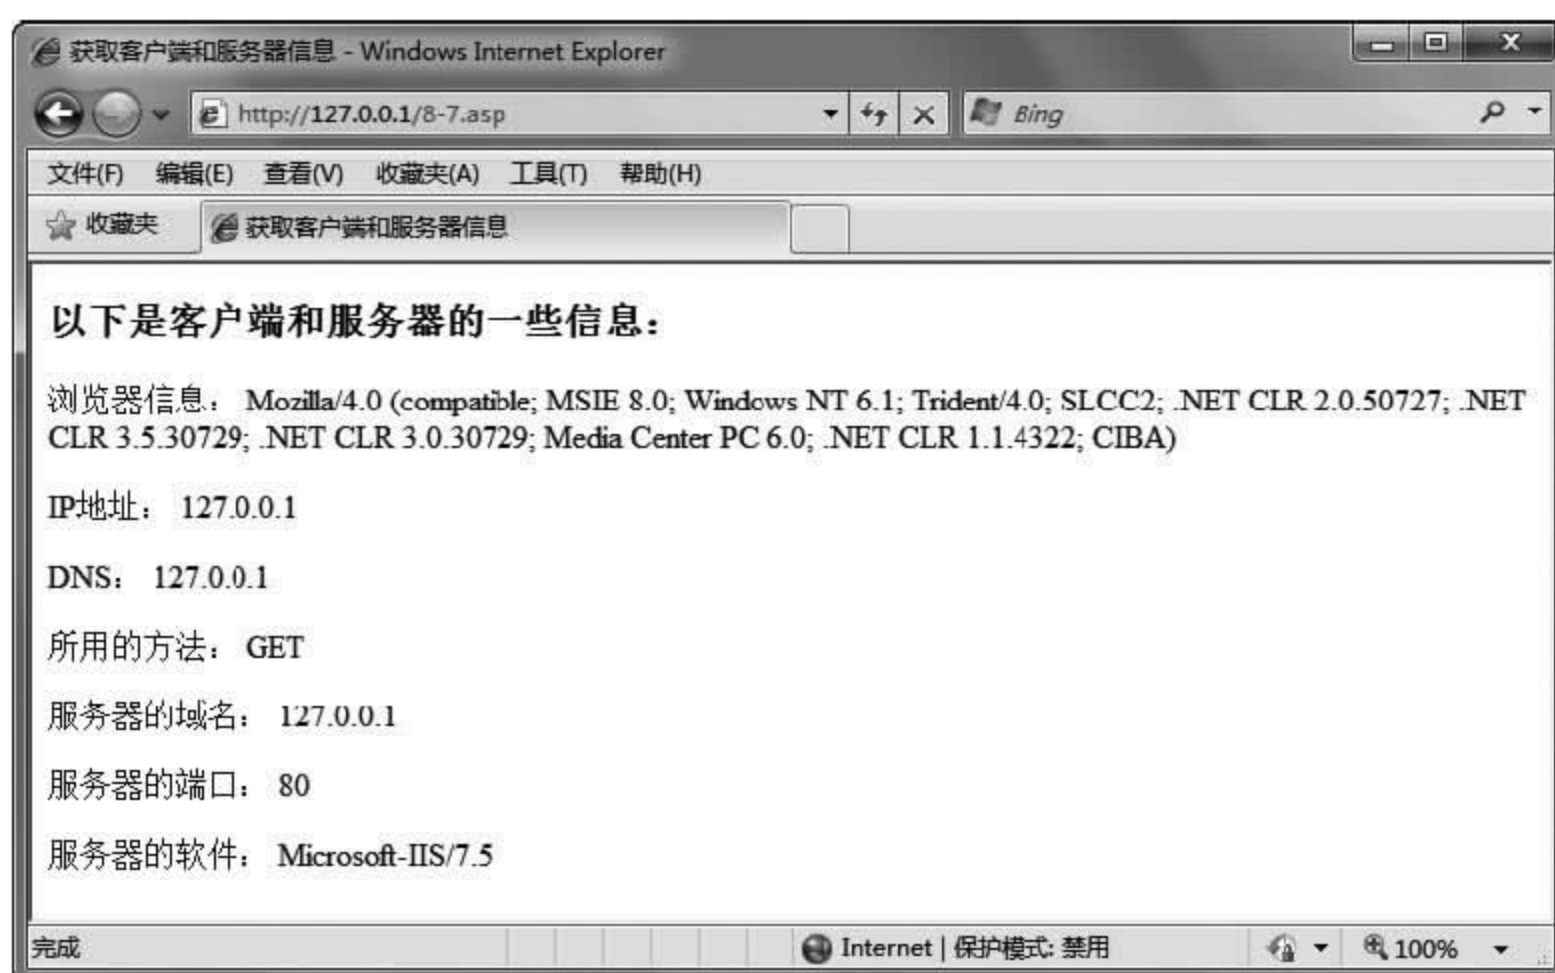 获取客户端和服务器信息 - Windows Internet Explorer
http://127.0.0.1/8-7.asp
Bing
文件(F) 编辑(E) 查看(V) 收藏夹(A) 工具(T) 帮助(H)
收藏夹 获取客户端和服务器信息
以下是客户端和服务器的一些信息：
浏览器信息： Mozilla/4.0 (compatible; MSIE 8.0; Windows NT 6.1; Trident/4.0; SLCC2; .NET CLR 2.0.50727; .NET
CLR 3.5.30729; .NET CLR 3.0.30729; Media Center PC 6.0; .NET CLR 1.1.4322; CIBA)
IP地址： 127.0.0.1
DNS： 127.0.0.1
所用的方法： GET
服务器的域名： 127.0.0.1
服务器的端口： 80
服务器的软件： Microsoft-IIS/7.5
完成 Internet | 保护模式: 禁用 100%